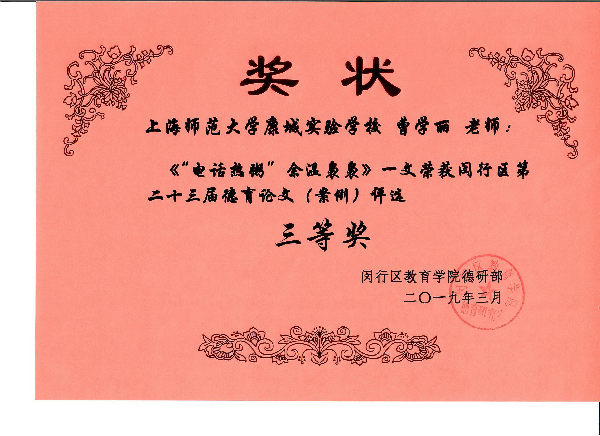 奖状
上海师范大学康城实验学校 曹学丽 老师：
《“电话热粥”余温袅袅》一文荣获闵行区第
二十三届德育论文（案例）评选
三等奖
闵行区教育学院德研部
二〇一九年三月